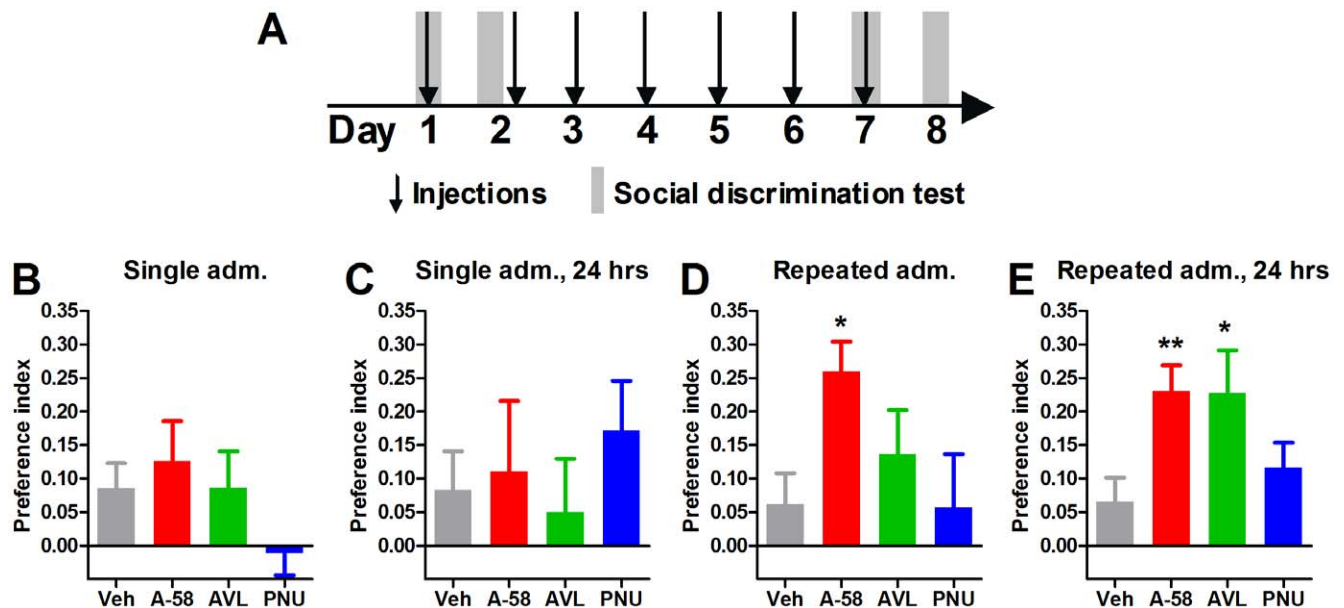 A
Day 1 2 3 4 5 6 7 8
Injections Social discrimination test
B Single adm.
Preference index
0.35
0.30
0.25
0.20
0.15
0.10
0.05
0.00
Veh A-58 AVL PNU
C Single adm., 24 hrs
Preference index
0.35
0.30
0.25
0.20
0.15
0.10
0.05
0.00
Veh A-58 AVL PNU
D Repeated adm.
Preference index
0.35
0.30
0.25
0.20
0.15
0.10
0.05
0.00
*
Veh A-58 AVL PNU
E Repeated adm., 24 hrs
Preference index
0.35
0.30
0.25
0.20
0.15
0.10
0.05
0.00
** *
Veh A-58 AVL PNU